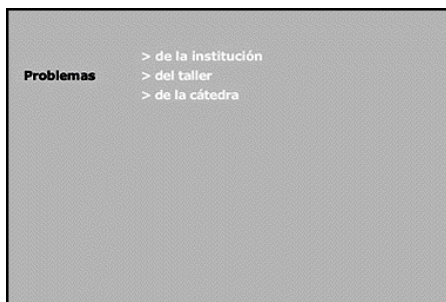 > de la institución
Problemas > del taller
> de la cátedra